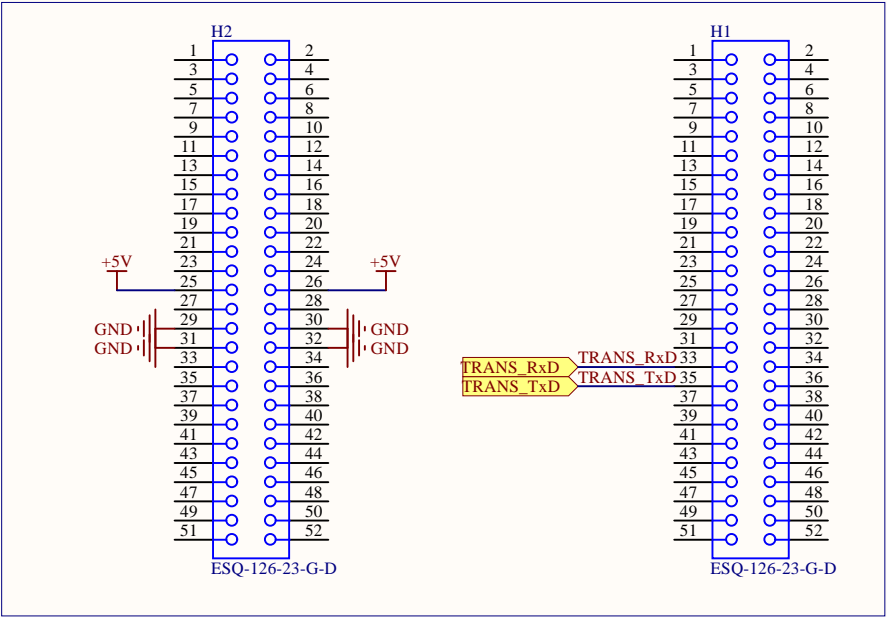 H2 H1
1 2 1 2
3 4 3 4
5 6 5 6
7 8 7 8
9 10 9 10
11 12 11 12
13 14 13 14
15 16 15 16
17 18 17 18
19 20 19 20
21 22 21 22
+5V 23 24 +5V 23 24
25 26 25 26
27 28 27 28
GND 29 30 GND 29 30
GND 31 32 GND 31 32
33 34 TRANS_RxD TRANS_RxD 33 34
35 36 TRANS_TxD TRANS_TxD 35 36
37 38 37 38
39 40 39 40
41 42 41 42
43 44 43 44
45 46 45 46
47 48 47 48
49 50 49 50
51 52 51 52
ESQ-126-23-G-D ESQ-126-23-G-D